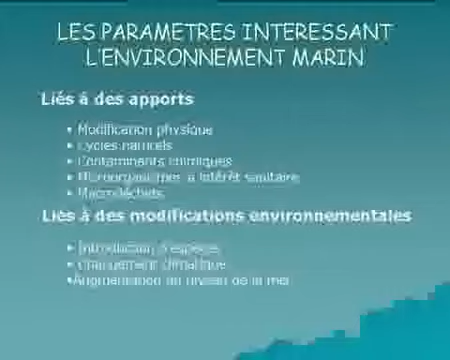 LES PARAMETRES INTERESSANT
L'ENVIRONNEMENT MARIN
Liés à des apports
• Modification physique
• Cycles naturels
• Contaminants chimiques
• Microorganismes à intérêt sanitaire
• Macrodéchets
Liés à des modifications environnementales
• Introduction d'espèces
• Changement climatique
•Augmentation du niveau de la mer